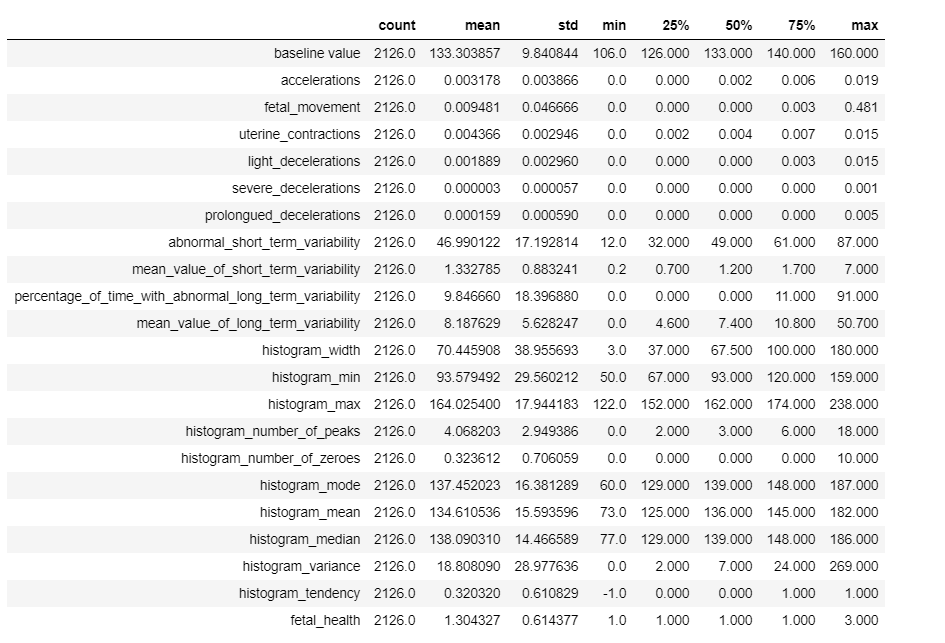 count mean std min 25% 50% 75% max
baseline value 2126.0 133.303857 9.840844 106.0 126.000 133.000 140.000 160.000
accelerations 2126.0 0.003178 0.003866 0.0 0.000 0.002 0.006 0.019
fetal_movement 2126.0 0.009481 0.046666 0.0 0.000 0.000 0.003 0.481
uterine_contractions 2126.0 0.004366 0.002946 0.0 0.002 0.004 0.007 0.015
light_decelerations 2126.0 0.001889 0.002960 0.0 0.000 0.000 0.003 0.015
severe_decelerations 2126.0 0.000003 0.000057 0.0 0.000 0.000 0.000 0.001
prolongued_decelerations 2126.0 0.000159 0.000590 0.0 0.000 0.000 0.000 0.005
abnormal_short_term_variability 2126.0 46.990122 17.192814 12.0 32.000 49.000 61.000 87.000
mean_value_of_short_term_variability 2126.0 1.332785 0.883241 0.2 0.700 1.200 1.700 7.000
percentage_of_time_with_abnormal_long_term_variability 2126.0 9.846660 18.396880 0.0 0.000 0.000 11.000 91.000
mean_value_of_long_term_variability 2126.0 8.187629 5.628247 0.0 4.600 7.400 10.800 50.700
histogram_width 2126.0 70.445908 38.955693 3.0 37.000 67.500 100.000 180.000
histogram_min 2126.0 93.579492 29.560212 50.0 67.000 93.000 120.000 159.000
histogram_max 2126.0 164.025400 17.944183 122.0 152.000 162.000 174.000 238.000
histogram_number_of_peaks 2126.0 4.068203 2.949386 0.0 2.000 3.000 6.000 18.000
histogram_number_of_zeroes 2126.0 0.323612 0.706059 0.0 0.000 0.000 0.000 10.000
histogram_mode 2126.0 137.452023 16.381289 60.0 129.000 139.000 148.000 187.000
histogram_mean 2126.0 134.610536 15.593596 73.0 125.000 136.000 145.000 182.000
histogram_median 2126.0 138.090310 14.466589 77.0 129.000 139.000 148.000 186.000
histogram_variance 2126.0 18.808090 28.977636 0.0 2.000 7.000 24.000 269.000
histogram_tendency 2126.0 0.320320 0.610829 -1.0 0.000 0.000 1.000 1.000
fetal_health 2126.0 1.304327 0.614377 1.0 1.000 1.000 1.000 3.000